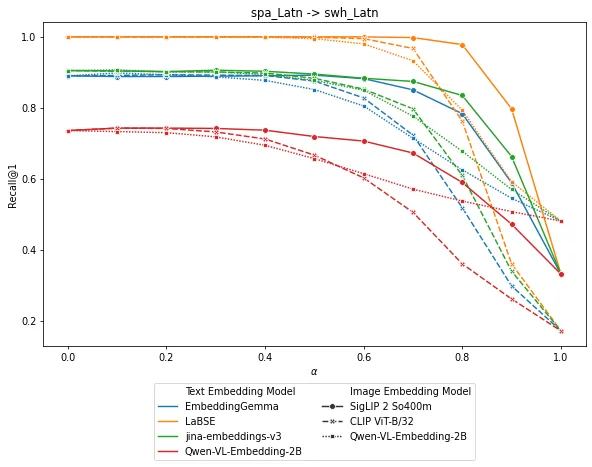 spa_Latn -> swh_Latn
1.0
0.8
0.6
0.4
0.2
Recall@1
0.0 0.2 0.4 0.6 0.8 1.0
α
Text Embedding Model Image Embedding Model
EmbeddingGemma SigLIP 2 So400m
LaBSE CLIP ViT-B/32
jina-embeddings-v3 Qwen-VL-Embedding-2B
Qwen-VL-Embedding-2B